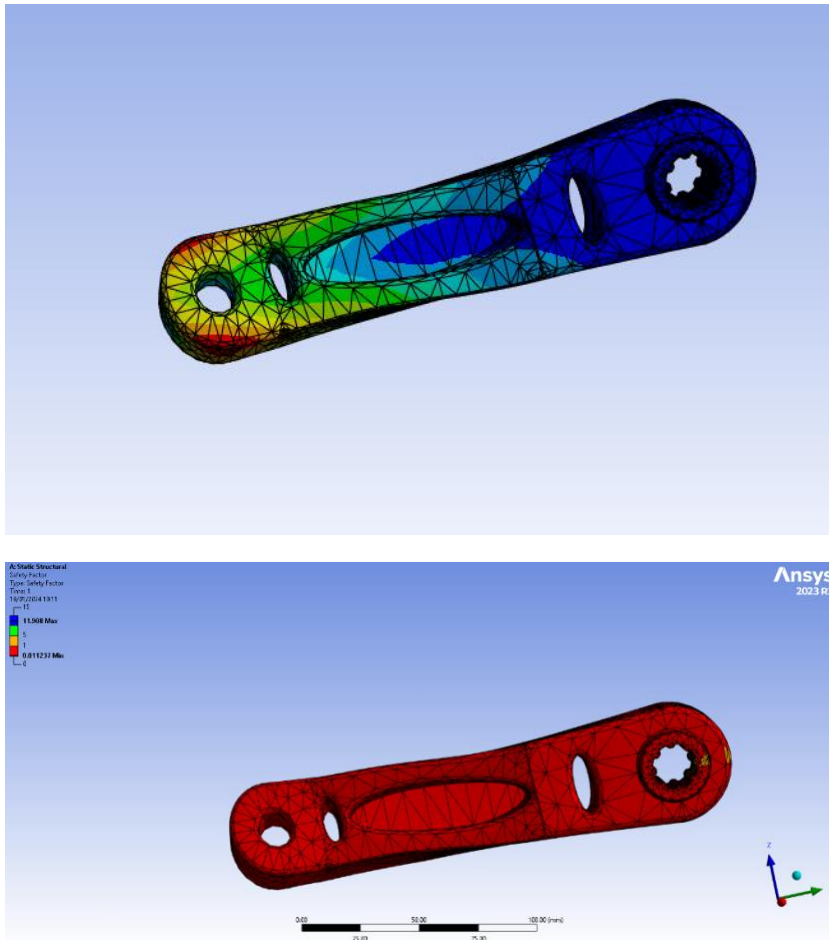 A: Static Structural
Safety Factor
Type: Safety Factor
Time: 1
Ansys
2023 R
15
11.908 Max
5
1
0.011237 Min
0
Z
0.00
50.00
100.00 (mm)
25.00
75.00